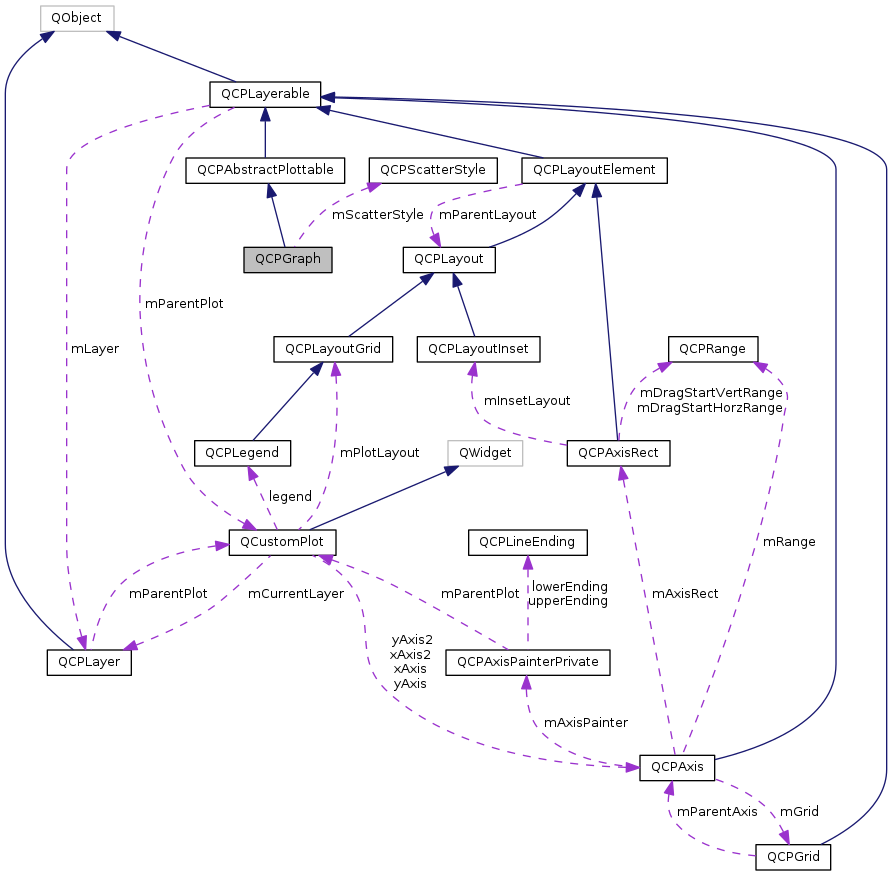 QObject
QCPLayerable
QCPAbstractPlottable
QCPScatterStyle
QCPLayoutElement
mScatterStyle
mParentLayout
QCPGraph
QCPLayout
mParentPlot
mLayer
QCPLayoutGrid
QCPLayoutInset
QCPRange
mDragStartVertRange
mDragStartHorzRange
mInsetLayout
QCPLegend
mPlotLayout
QWidget
QCPAxisRect
legend
QCustomPlot
QCPLineEnding
mRange
mParentPlot
mCurrentLayer
mParentPlot
lowerEnding
upperEnding
mAxisRect
yAxis2
xAxis2
xAxis
yAxis
QCPLayer
QCPAxisPainterPrivate
mAxisPainter
QCPAxis
mParentAxis
mGrid
QCPGrid